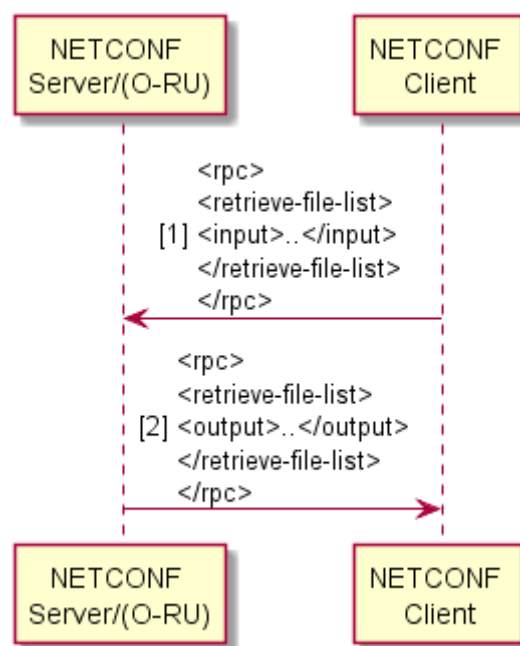 NETCONF
Server/(O-RU)
NETCONF
Client
<rpc>
<retrieve-file-list>
[1] <input>..</input>
</retrieve-file-list>
</rpc>
<rpc>
<retrieve-file-list>
[2] <output>..</output>
</retrieve-file-list>
</rpc>
NETCONF
Server/(O-RU)
NETCONF
Client